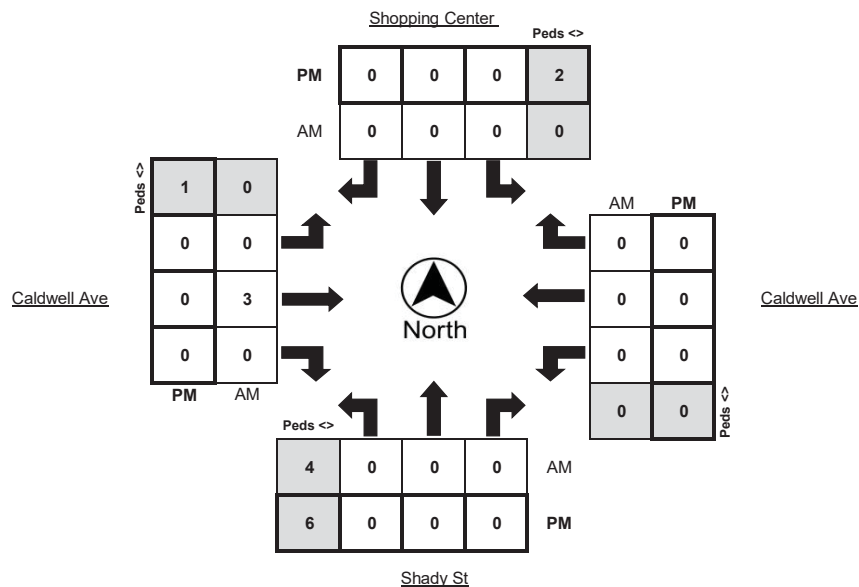 Shopping Center
Peds <>
PM 0 0 0 2
AM 0 0 0 0
Peds <> 1 0
AM PM
0 0 0 0
Caldwell Ave 0 3 North 0 0 Caldwell Ave
0 0 0 0
PM AM
0 0 Peds <>
Peds <>
4 0 0 0 AM
6 0 0 0 PM
Shady St